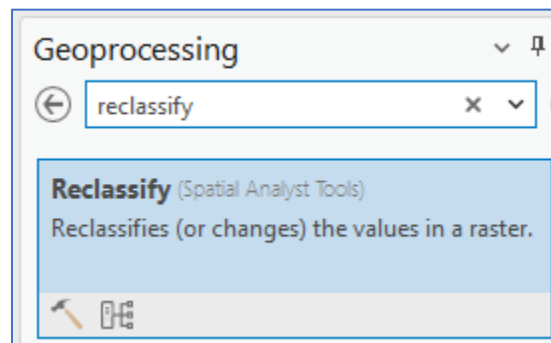 Geoprocessing
reclassify
Reclassify (Spatial Analyst Tools)
Reclassifies (or changes) the values in a raster.